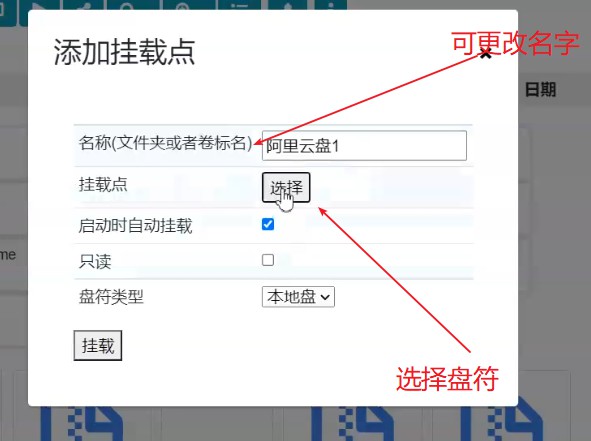 添加挂载点
可更改名字
日期
名称(文件夹或者卷标名)
阿里云盘1
挂载点
选择
启动时自动挂载
me
只读
盘符类型
本地盘
挂载
选择盘符